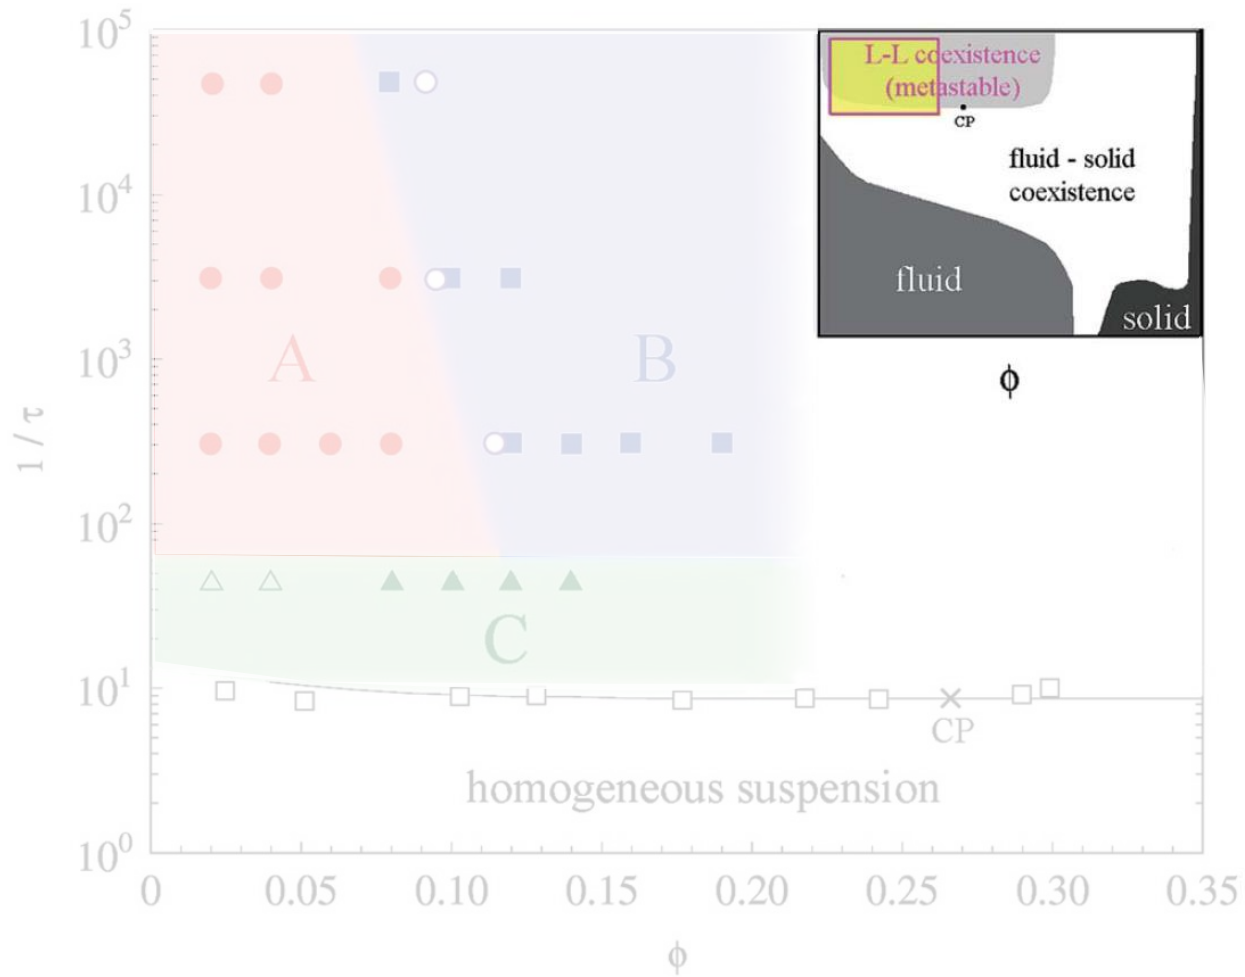 10⁵
L-L coexistence
(metastable)
CP
fluid - solid
coexistence
fluid
solid
ϕ
10⁴
10³
A
B
1 / τ
10²
C
10¹
CP
homogeneous suspension
10⁰
0 0.05 0.10 0.15 0.20 0.25 0.30 0.35
ϕ